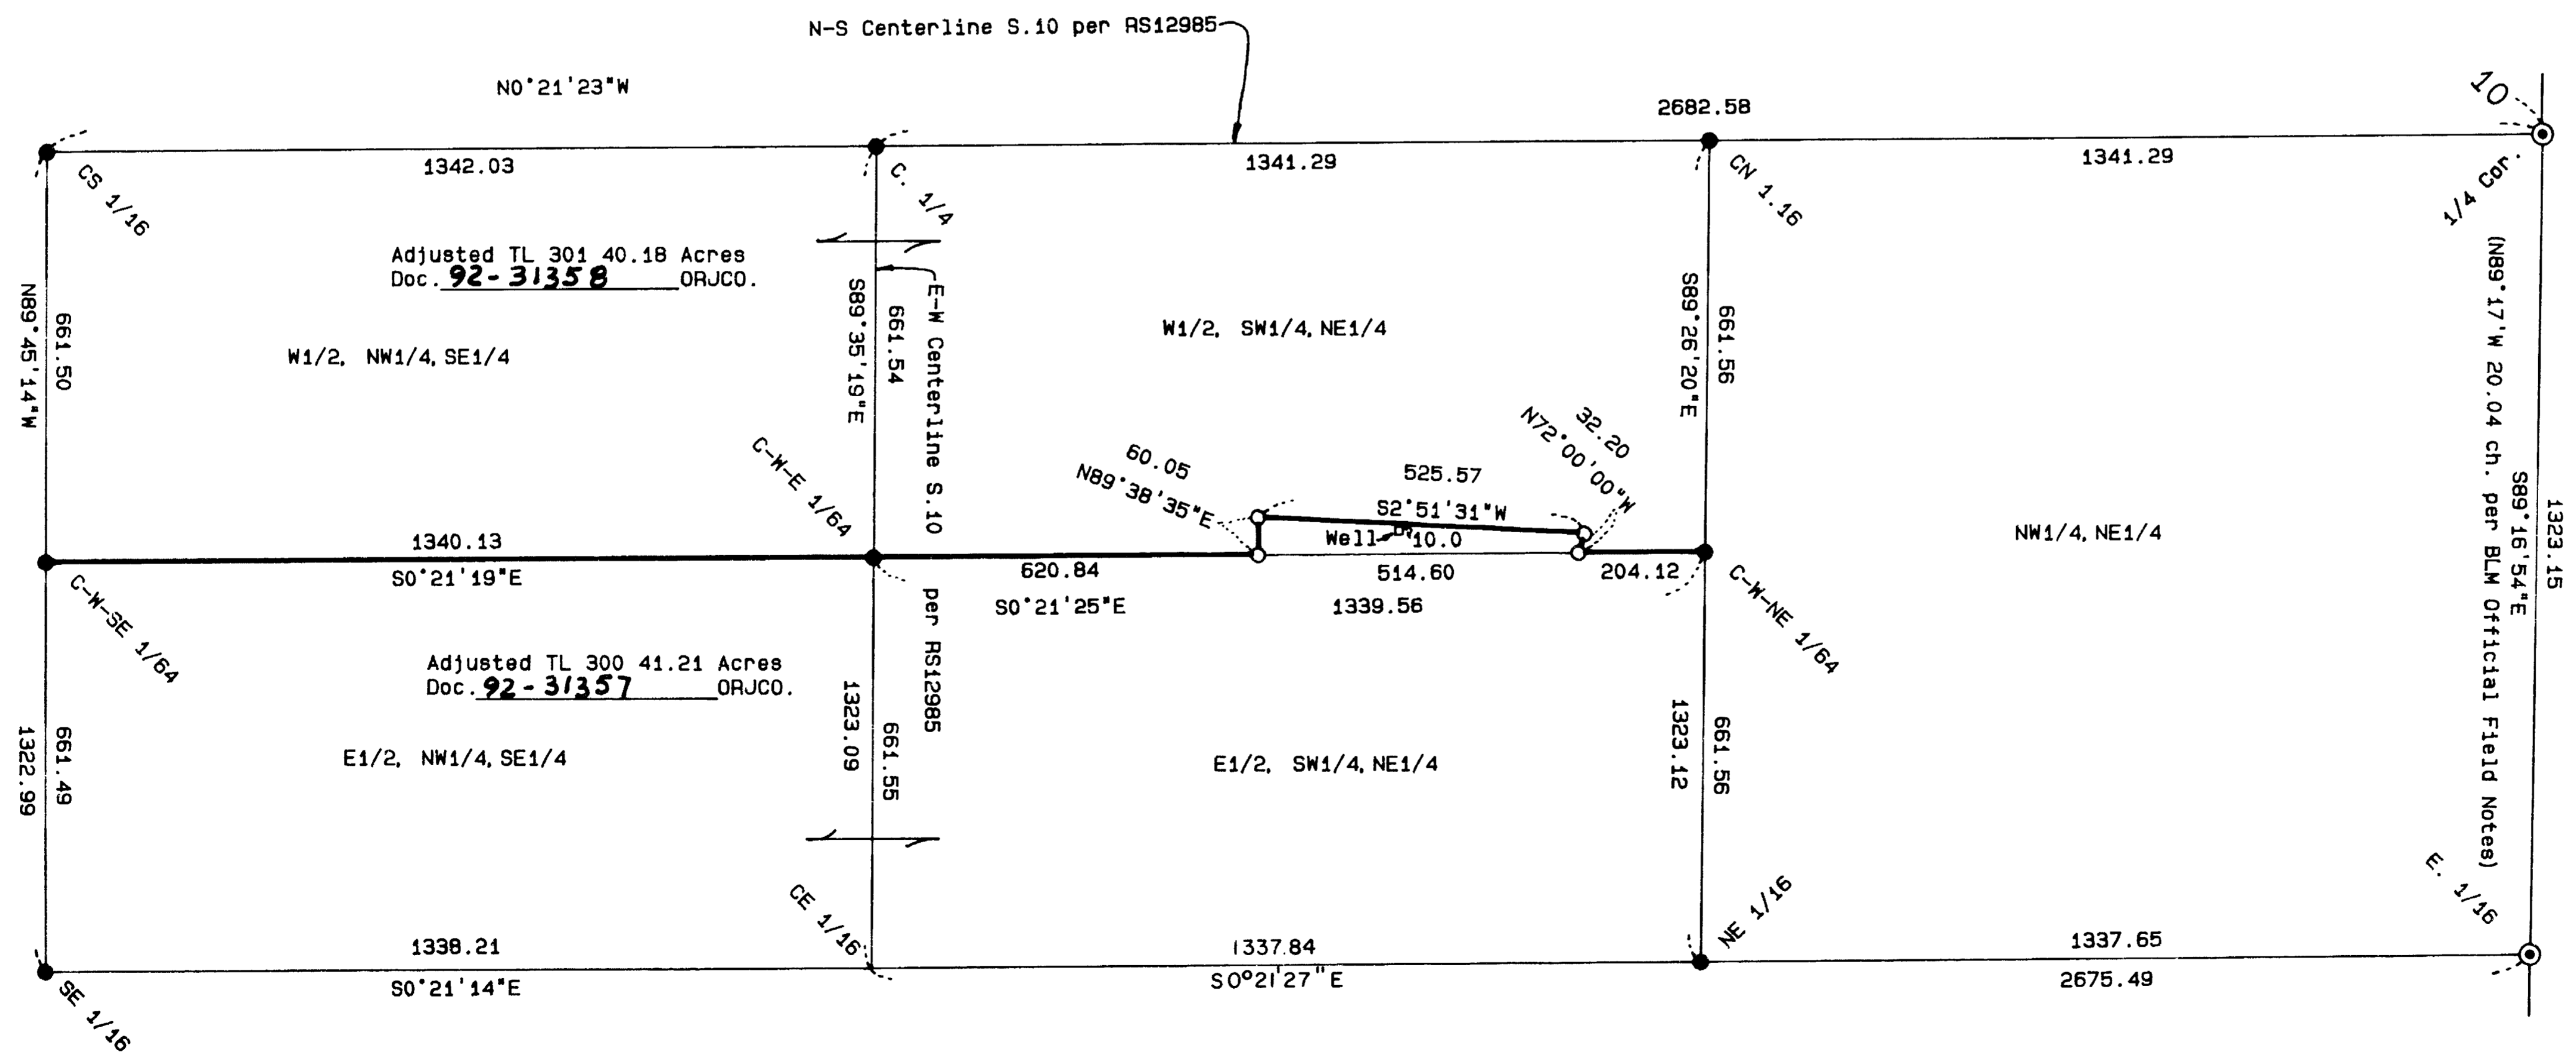 N-S Centerline S.10 per RS12985
N0°21'23"W
2682.58
10
1342.03
1341.29
1341.29
CS 1/16
C. 1/4
CN 1.16
1/4 Cor.
Adjusted TL 301 40.18 Acres
Doc. 92-31358 ORJCO.
N89°45'14"W
661.50
W1/2, NW1/4, SE1/4
S89°35'19"E
661.54
E-W Centerline S.10 per RS12985
W1/2, SW1/4, NE1/4
S89°26'20"E
661.56
(N89°17'W 20.04 ch. per BLM Official Field Notes)
S89°16'54"E
1323.15
C-W-E 1/64
60.05
N89°38'35"E
525.57
S2°51'31"W
32.20
N72°00'00"W
Well
10.0
NW1/4, NE1/4
1340.13
S0°21'19"E
620.84
514.60
204.12
S0°21'25"E
1339.56
C-W-SE 1/64
C-W-NE 1/64
Adjusted TL 300 41.21 Acres
Doc. 92-31357 ORJCO.
661.49
1322.99
E1/2, NW1/4, SE1/4
1323.09
661.55
E1/2, SW1/4, NE1/4
1323.12
661.56
CE 1/16
NE 1/16
E. 1/16
1338.21
S0°21'14"E
1337.84
S0°21'27"E
1337.65
2675.49
SE 1/16